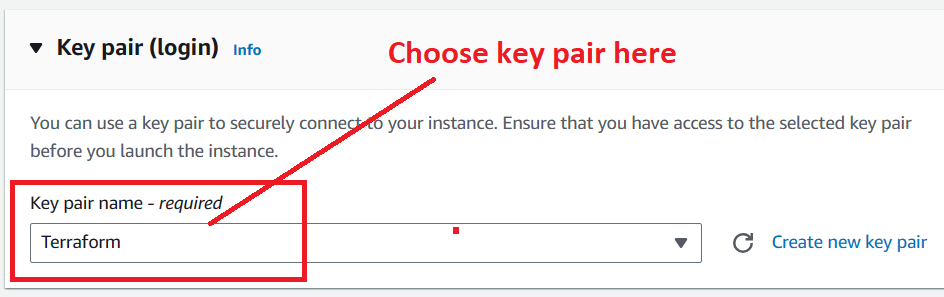 Key pair (login) Info
Choose key pair here
You can use a key pair to securely connect to your instance. Ensure that you have access to the selected key pair
before you launch the instance.
Key pair name - required
Terraform
Create new key pair